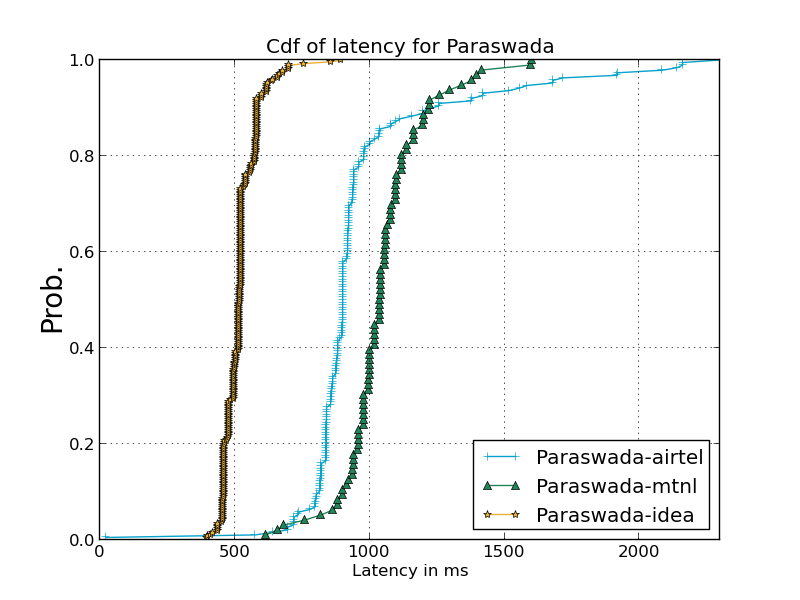 Cdf of latency for Paraswada
1.0
0.8
0.6
0.4
0.2
0.0
Prob.
0 500 1000 1500 2000
Latency in ms
Paraswada-airtel
Paraswada-mtnl
Paraswada-idea